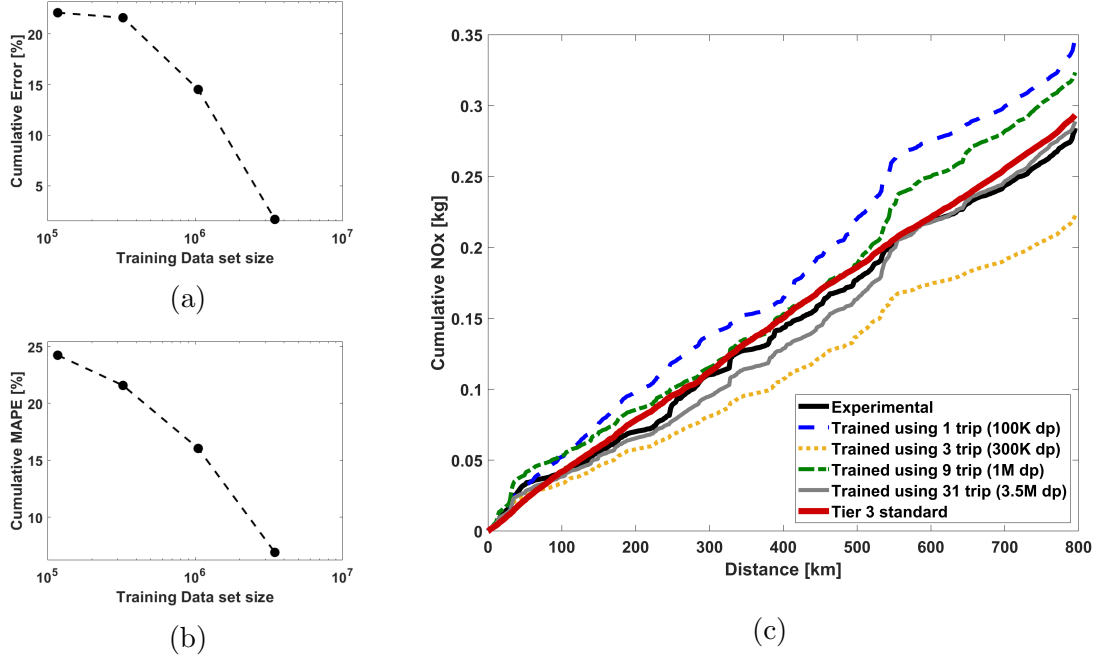 20
15
10
5
Cumulative Error [%]
10^5
10^6
10^7
Training Data set size
(a)
25
20
15
10
Cumulative MAPE [%]
10^5
10^6
10^7
Training Data set size
(b)
0.35
0.3
0.25
0.2
0.15
0.1
0.05
0
Cumulative NOx [kg]
Experimental
Trained using 1 trip (100K dp)
Trained using 3 trip (300K dp)
Trained using 9 trip (1M dp)
Trained using 31 trip (3.5M dp)
Tier 3 standard
0 100 200 300 400 500 600 700 800
Distance [km]
(c)